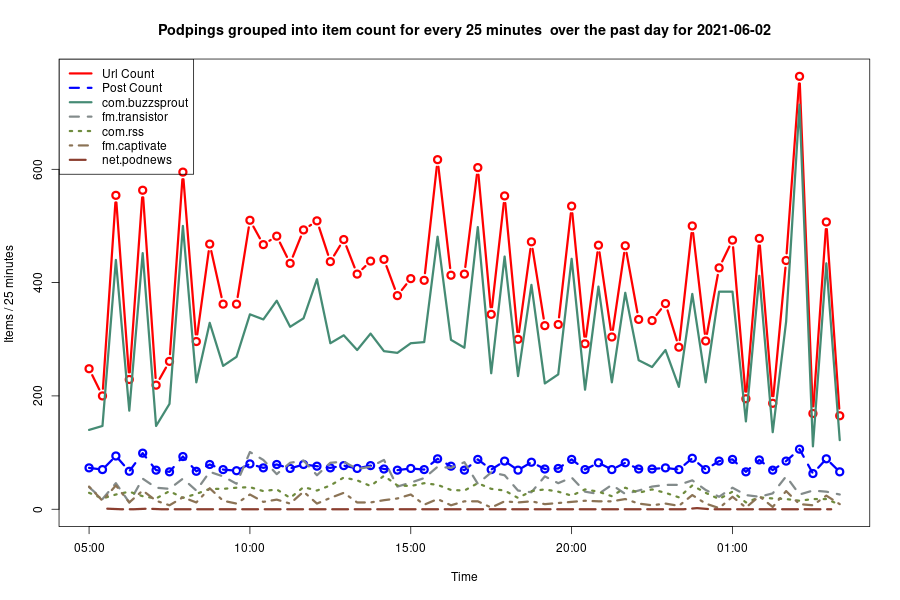 Podpings grouped into item count for every 25 minutes  over the past day for 2021-06-02
Url Count
Post Count
com.buzzsprout
fm.transistor
com.rss
fm.captivate
net.podnews
Items / 25 minutes
600
400
200
0
05:00 10:00 15:00 20:00 01:00
Time